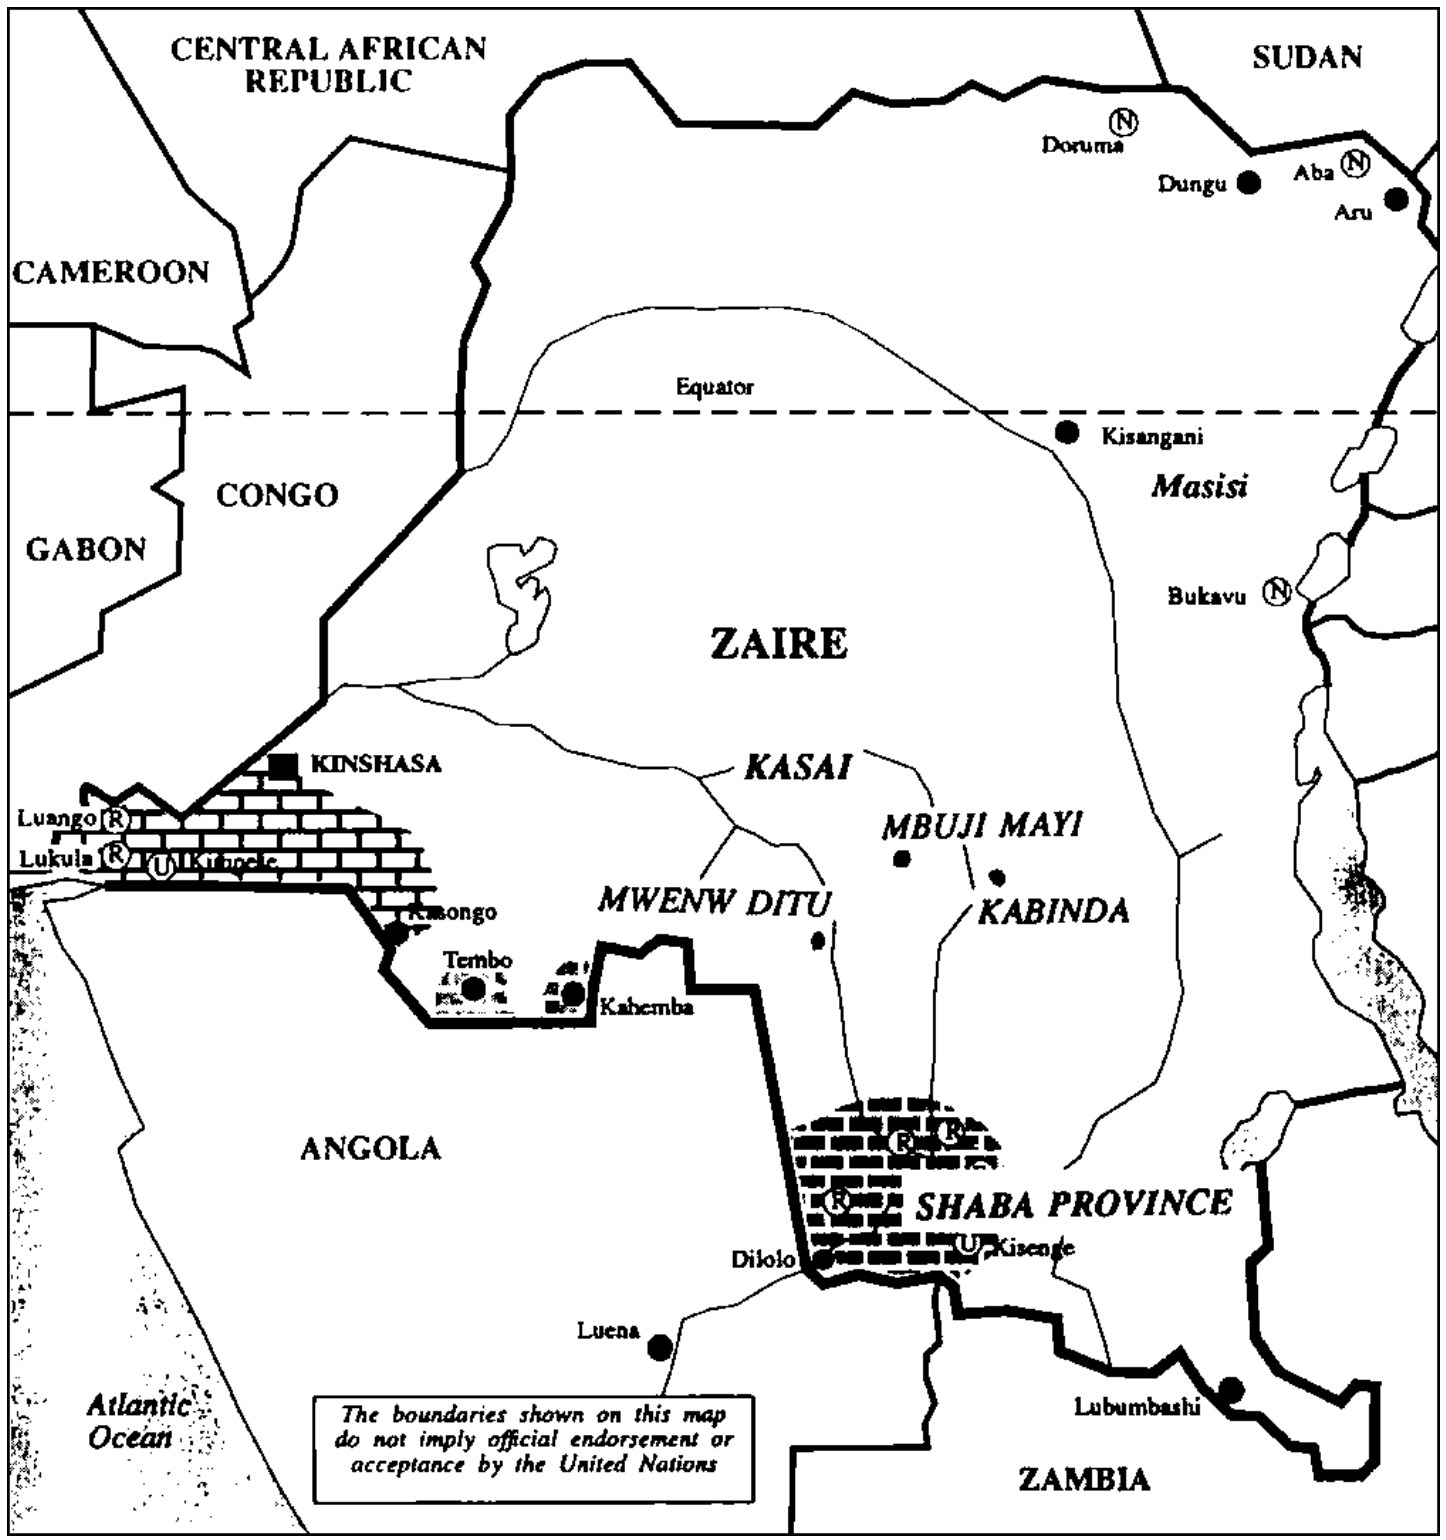 CENTRAL AFRICAN
REPUBLIC
SUDAN
N
Doruma
Dungu
Aba N
Aru
CAMEROON
Equator
Kisangani
Masisi
CONGO
GABON
Bukavu N
ZAIRE
KINSHASA
KASAI
Luango R
MBUJI MAYI
Lukula R
U
MWENW DITU
KABINDA
Kasongo
Tembo
Kahemba
ANGOLA
R R
R
SHABA PROVINCE
U Kisenge
Dilolo
Luena
Atlantic
Ocean
The boundaries shown on this map
do not imply official endorsement or
acceptance by the United Nations
Lubumbashi
ZAMBIA